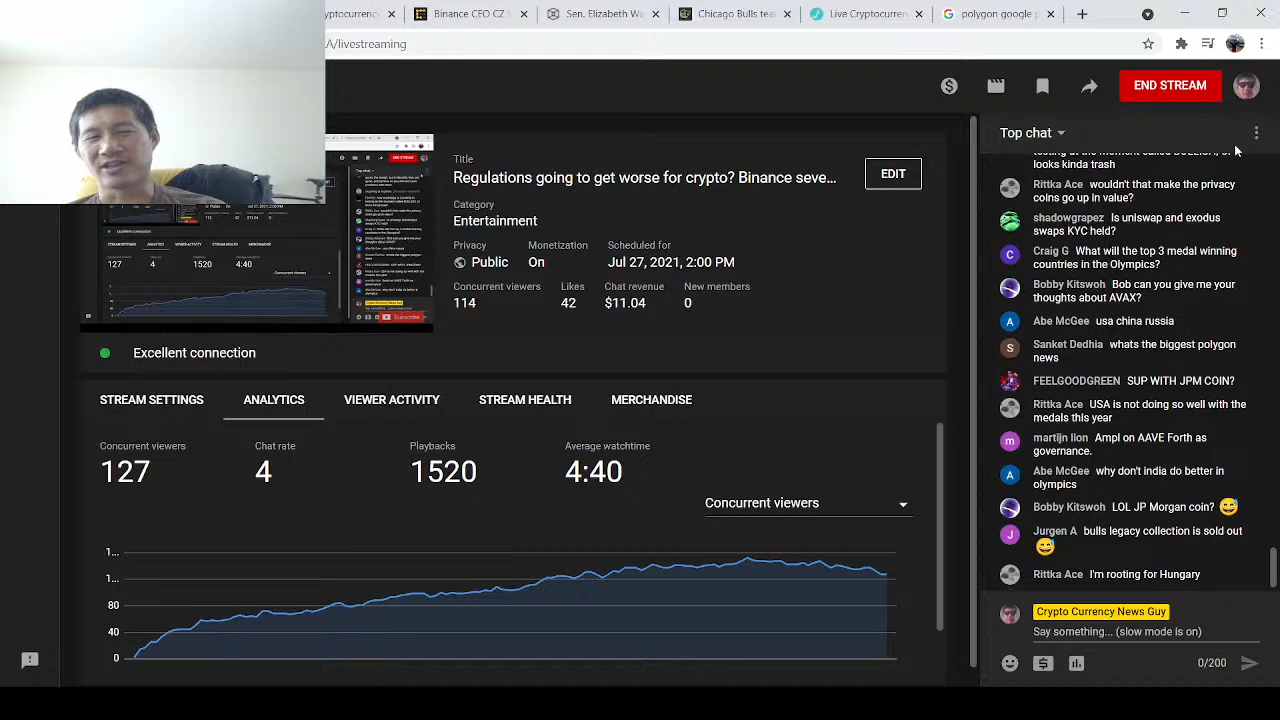 yptocurrency
Binance CEO CZ
Sen. Elizabeth Wa
Chicago Bulls tea
Live Cryptocurre
polygon google p
A/livestreaming
END STREAM
Title
Regulations going to get worse for crypto? Binance seve
EDIT
Category
Entertainment
Privacy
Monetization
Scheduled for
Public
On
Jul 27, 2021, 2:00 PM
Concurrent viewers
Likes
Chat revenue
New members
114
42
$11.04
0
Excellent connection
STREAM SETTINGS
ANALYTICS
VIEWER ACTIVITY
STREAM HEALTH
MERCHANDISE
Concurrent viewers
Chat rate
Playbacks
Average watchtime
127
4
1520
4:40
Concurrent viewers
1...
1...
80
40
0
Top chat
looks kinda trash
Rittka Ace wouldn't that make the privacy
coins go up in value?
shadowgreen is uniswap and exodus
swaps KYC free?
Craig G Who will the top 3 medal winning
countries in the Olympics?
Bobby Kitswoh Bob can you give me your
thoughts about AVAX?
Abe McGee usa china russia
Sanket Dedhia whats the biggest polygon
news
FEELGOODGREEN SUP WITH JPM COIN?
Rittka Ace USA is not doing so well with the
medals this year
martijn lion Ampl on AAVE Forth as
governance.
Abe McGee why don't india do better in
olympics
Bobby Kitswoh LOL JP Morgan coin? 😅
Jurgen A bulls legacy collection is sold out
😅
Rittka Ace I'm rooting for Hungary
Crypto Currency News Guy
Say something... (slow mode is on)
0/200